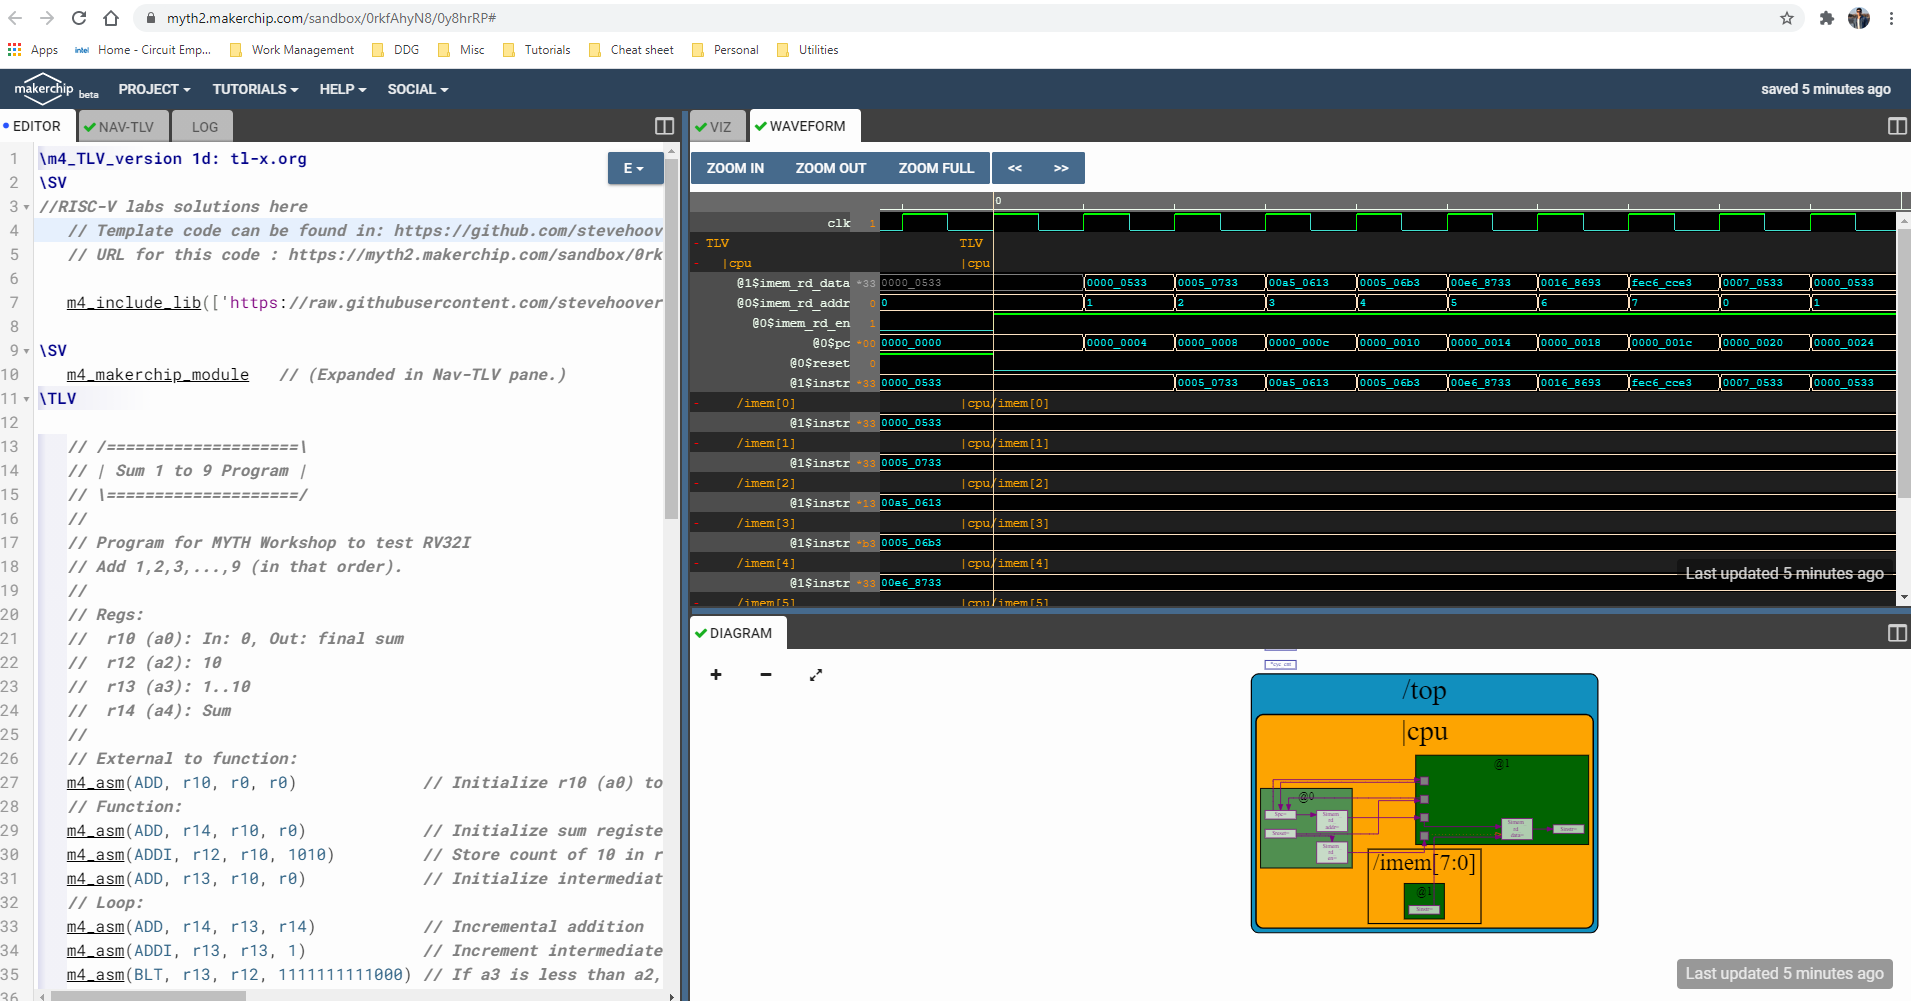 myth2.makerchip.com/sandbox/0rkfAhyN8/0y8hrRP#
Apps
intel Home - Circuit Emp...
Work Management
DDG
Misc
Tutorials
Cheat sheet
Personal
Utilities
makerchip beta
PROJECT
TUTORIALS
HELP
SOCIAL
saved 5 minutes ago
EDITOR
NAV-TLV
LOG
E
1 \m4_TLV_version 1d: tl-x.org
2 \SV
3 //RISC-V labs solutions here
4 // Template code can be found in: https://github.com/stevehoov
5 // URL for this code : https://myth2.makerchip.com/sandbox/0rk
6
7 m4_include_lib(['https://raw.githubusercontent.com/stevehoover
8
9 \SV
10 m4_makerchip_module // (Expanded in Nav-TLV pane.)
11 \TLV
12
13 // /====================\
14 // | Sum 1 to 9 Program |
15 // \====================/
16 //
17 // Program for MYTH Workshop to test RV32I
18 // Add 1,2,3,...,9 (in that order).
19 //
20 // Regs:
21 // r10 (a0): In: 0, Out: final sum
22 // r12 (a2): 10
23 // r13 (a3): 1..10
24 // r14 (a4): Sum
25 //
26 // External to function:
27 m4_asm(ADD, r10, r0, r0) // Initialize r10 (a0) to
28 // Function:
29 m4_asm(ADD, r14, r10, r0) // Initialize sum registe
30 m4_asm(ADDI, r12, r10, 1010) // Store count of 10 in r
31 m4_asm(ADD, r13, r10, r0) // Initialize intermediat
32 // Loop:
33 m4_asm(ADD, r14, r13, r14) // Incremental addition
34 m4_asm(ADDI, r13, r13, 1) // Increment intermediate
35 m4_asm(BLT, r13, r12, 1111111111000) // If a3 is less than a2,
36
VIZ
WAVEFORM
ZOOM IN
ZOOM OUT
ZOOM FULL
<<
>>
0
clk 1
TLV TLV
|cpu |cpu
@1$imem_rd_data *33 0000_0533 0000_0533 0005_0733 00a5_0613 0005_06b3 00e6_8733 0016_8693 fec6_cce3 0007_0533 0000_0533
@0$imem_rd_addr 0 0 1 2 3 4 5 6 7 0 1
@0$imem_rd_en 1
@0$pc *00 0000_0000 0000_0004 0000_0008 0000_000c 0000_0010 0000_0014 0000_0018 0000_001c 0000_0020 0000_0024
@0$reset 0
@1$instr *33 0000_0533 0005_0733 00a5_0613 0005_06b3 00e6_8733 0016_8693 fec6_cce3 0007_0533 0000_0533
/imem[0] |cpu/imem[0]
@1$instr *33 0000_0533
/imem[1] |cpu/imem[1]
@1$instr *33 0005_0733
/imem[2] |cpu/imem[2]
@1$instr *13 00a5_0613
/imem[3] |cpu/imem[3]
@1$instr *b3 0005_06b3
/imem[4] |cpu/imem[4]
@1$instr *33 00e6_8733
/imem[5] |cpu/imem[5]
Last updated 5 minutes ago
DIAGRAM
+ −
*cyc cnt
/top
|cpu
@1
@0
/imem[7:0]
@1
Last updated 5 minutes ago